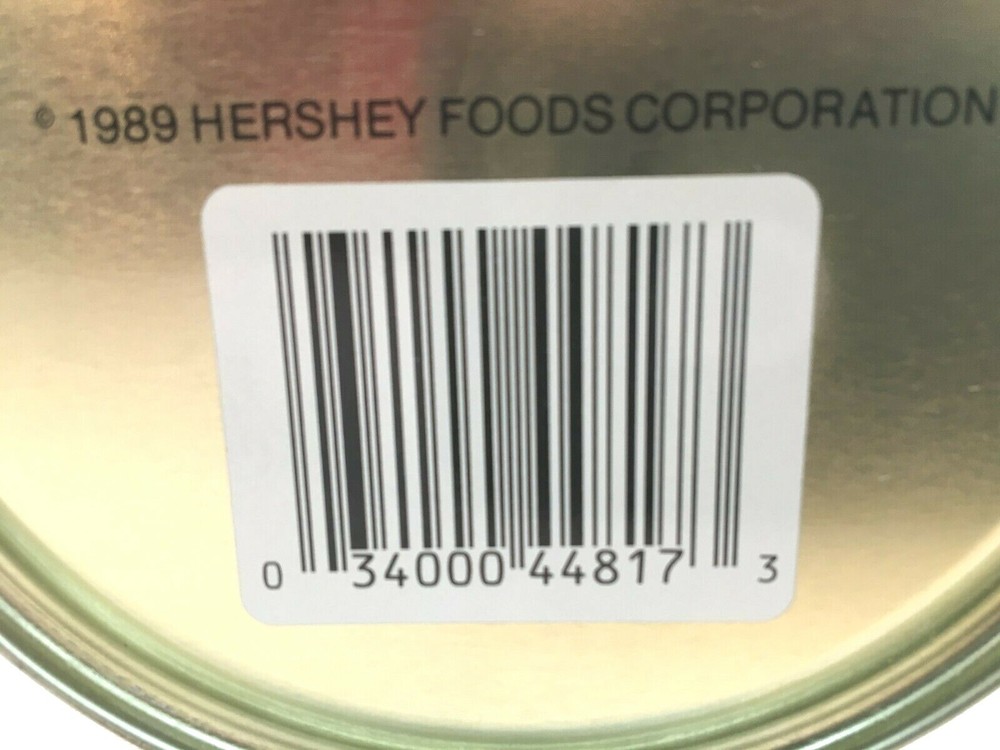 © 1989 HERSHEY FOODS CORPORATION
0 34000 44817 3